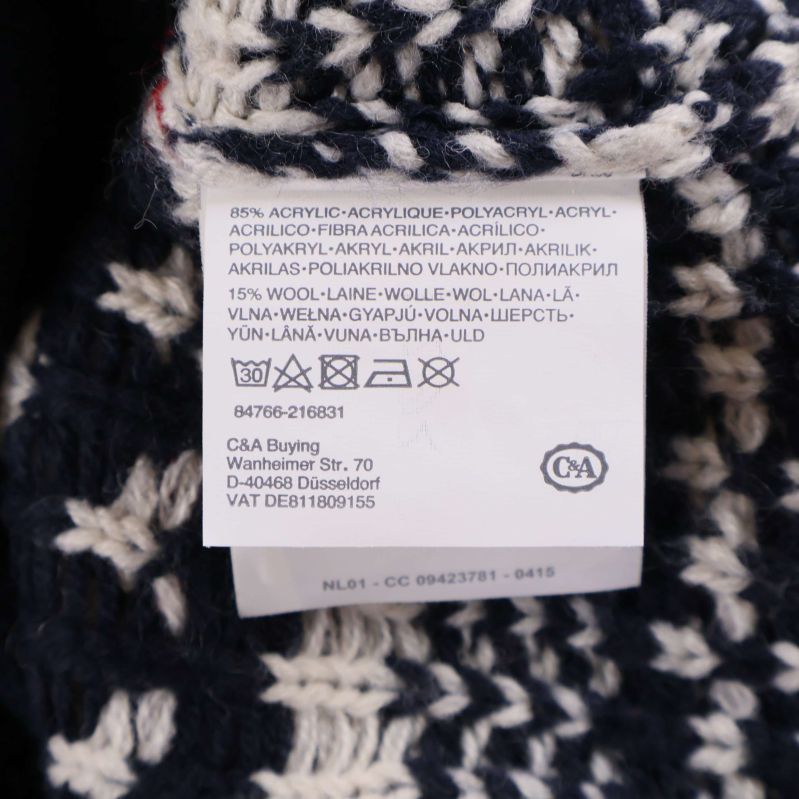 85% ACRYLIC•ACRYLIQUE•POLYACRYL•ACRYL•
ACRILICO•FIBRA ACRILICA•ACRÍLICO•
POLYAKRYL•AKRYL•AKRIL•АКРИЛ•AKRILIK•
AKRILAS•POLIAKRILNO VLAKNO•ПОЛИАКРИЛ
15% WOOL•LAINE•WOLLE•WOL•LANA•LÃ•
VLNA•WEŁNA•GYAPJÚ•VOLNA•ШЕРСТЬ•
YÜN•LÂNĂ•VUNA•ВЪЛНА•ULD
30
84766-216831
C&A Buying
Wanheimer Str. 70
D-40468 Düsseldorf
VAT DE811809155
C&A
NL01 - CC 09423781 - 0415